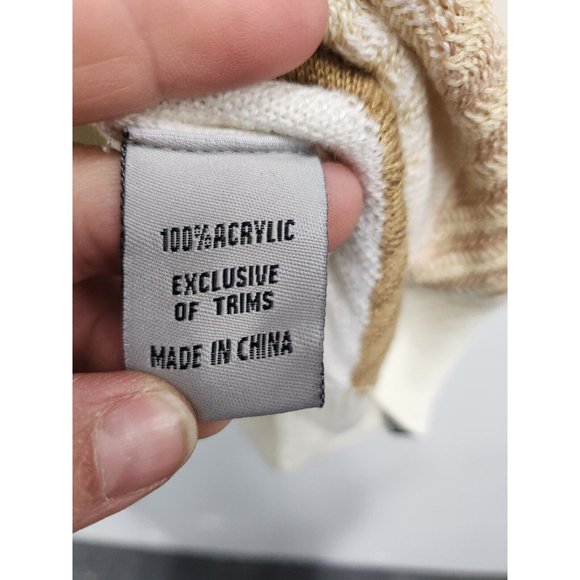 100%ACRYLIC
EXCLUSIVE
OF TRIMS
MADE IN CHINA